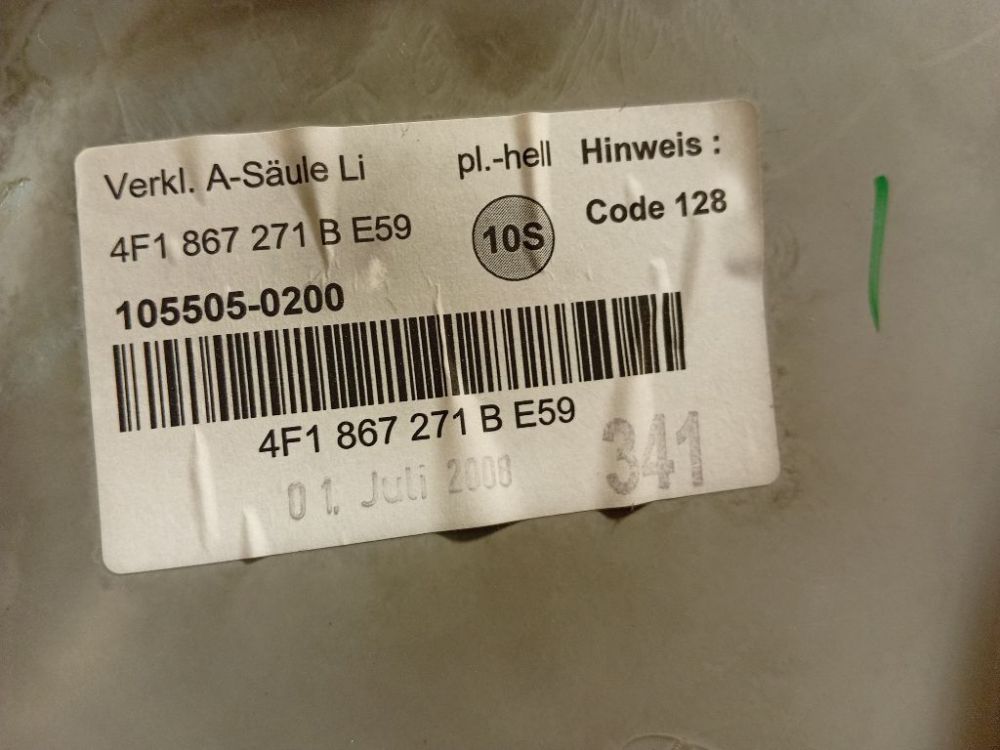 Verkl. A-Säule Li
pl.-hell
Hinweis :
4F1 867 271 B E59
10S
Code 128
105505-0200
4F1 867 271 B E59
01. Juli 2008
341